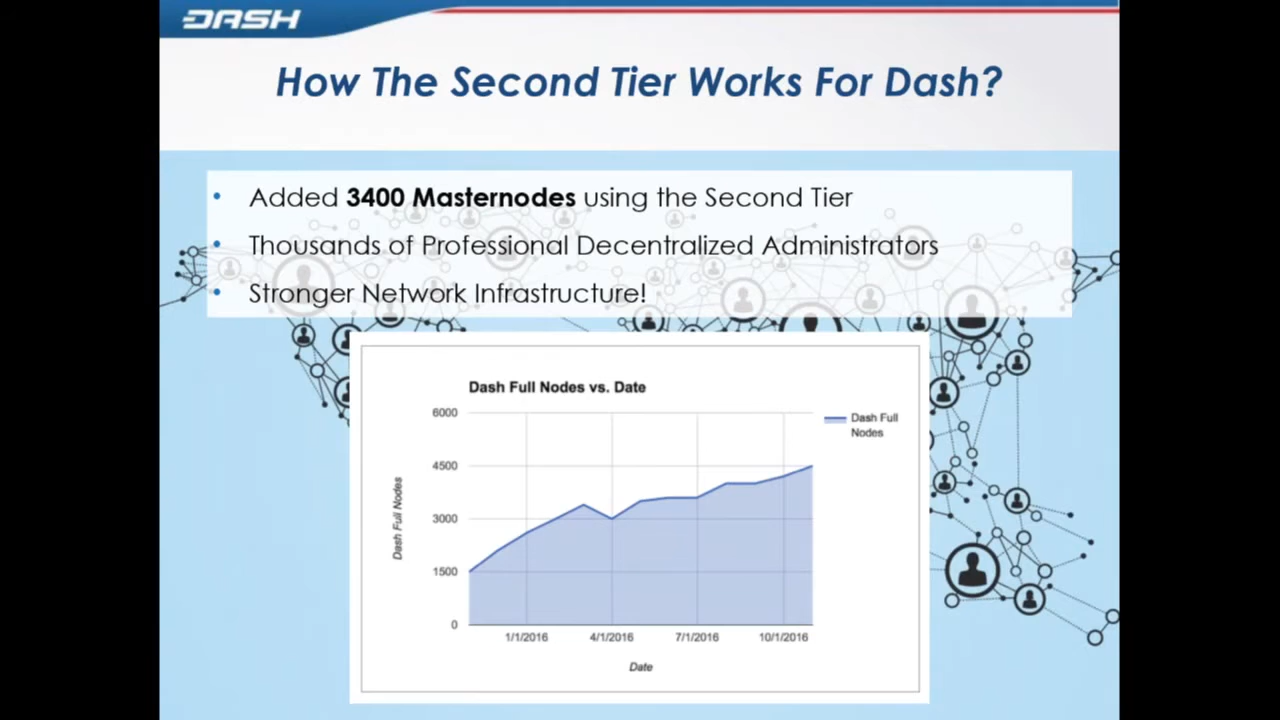 DASH
How The Second Tier Works For Dash?
• Added 3400 Masternodes using the Second Tier
• Thousands of Professional Decentralized Administrators
• Stronger Network Infrastructure!
Dash Full Nodes vs. Date
6000
4500
3000
1500
0
Dash Full Nodes
Dash Full
Nodes
1/1/2016
4/1/2016
7/1/2016
10/1/2016
Date